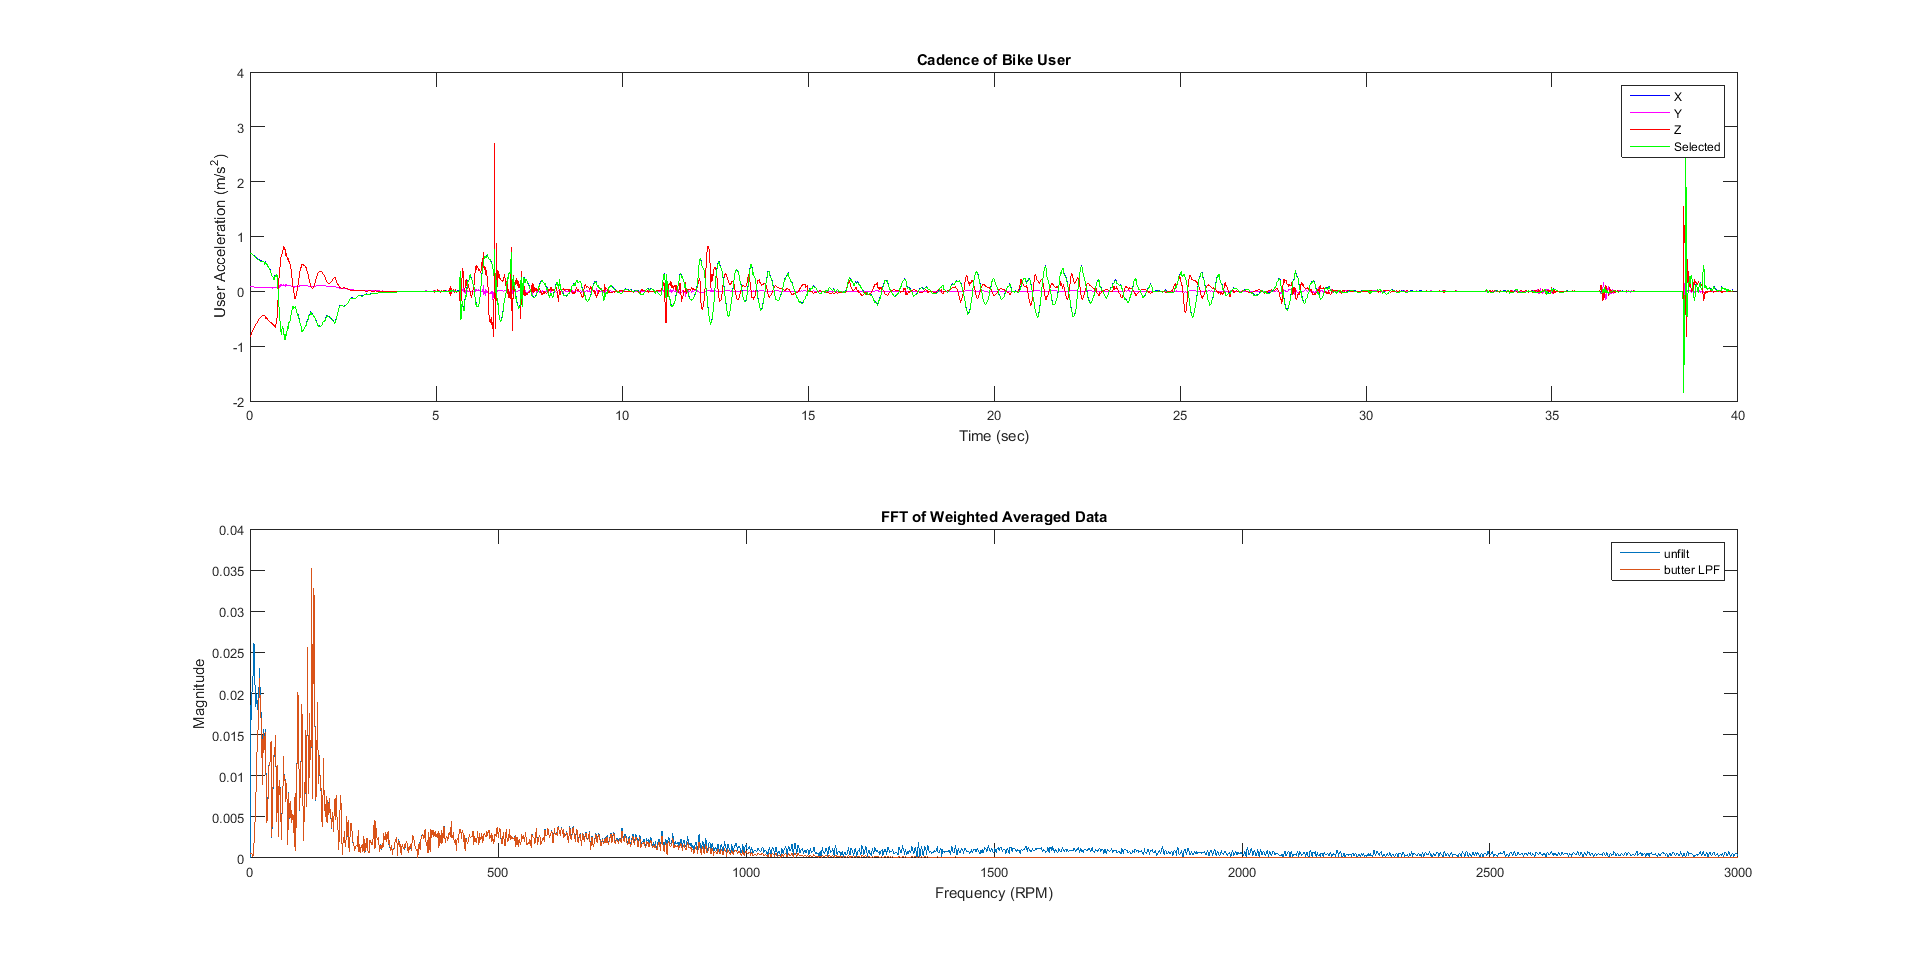 Cadence of Bike User
4
3
2
1
0
-1
-2
User Acceleration (m/s²)
X
Y
Z
Selected
0 5 10 15 20 25 30 35 40
Time (sec)
FFT of Weighted Averaged Data
0.04
0.035
0.03
0.025
0.02
0.015
0.01
0.005
0
Magnitude
unfilt
butter LPF
0 500 1000 1500 2000 2500 3000
Frequency (RPM)